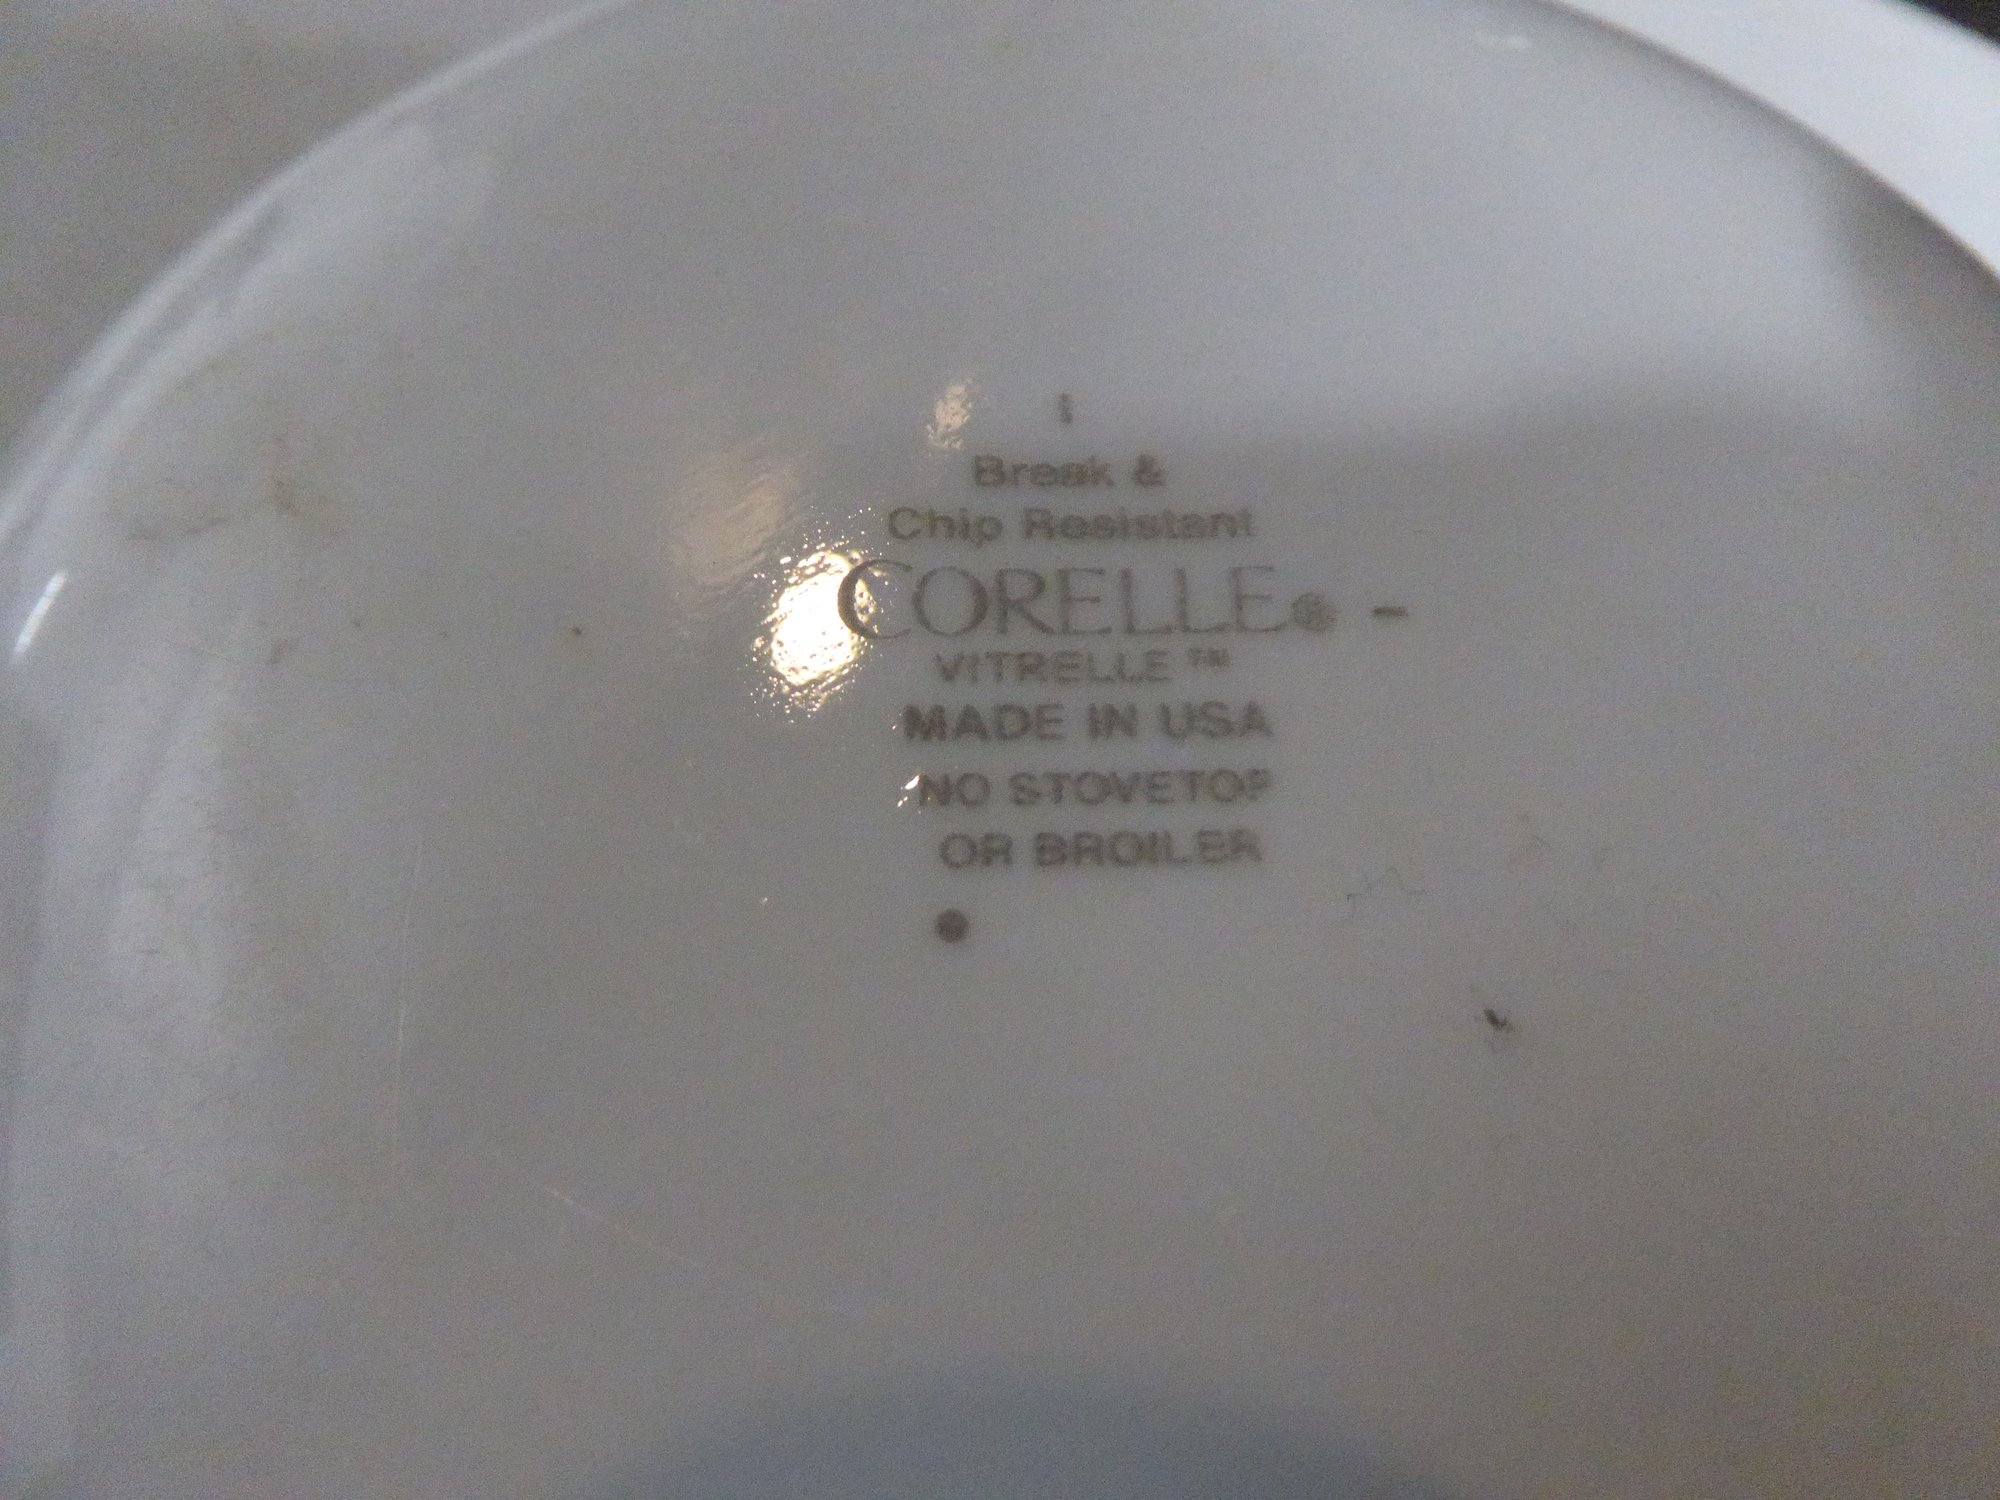 Break &
Chip Resistant
CORELLE® -
VITRELLE™
MADE IN USA
NO STOVETOP
OR BROILER